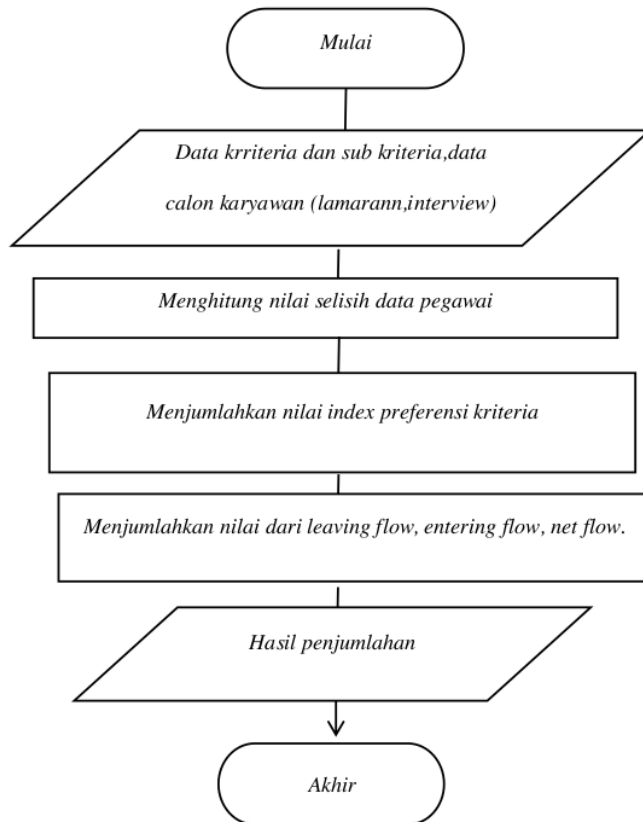 Mulai
Data krriteria dan sub kriteria,data
calon karyawan (lamarann,interview)
Menghitung nilai selisih data pegawai
Menjumlahkan nilai index preferensi kriteria
Menjumlahkan nilai dari leaving flow, entering flow, net flow.
Hasil penjumlahan
Akhir